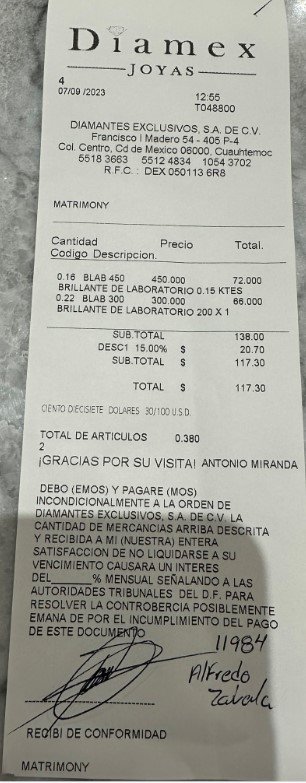 Diamex
JOYAS
4
07/09 /2023
12:55
T048800
DIAMANTES EXCLUSIVOS, S.A. DE C.V.
Francisco I Madero 54 - 405 P-4
Col. Centro, Cd de Mexico 06000, Cuauhtemoc
5518 3663 5512 4834 1054 3702
R.F.C. : DEX 050113 6R8
MATRIMONY
Cantidad Precio Total.
Codigo Descripcion.
0.16 BLAB 450 450.000 72.000
BRILLANTE DE LABORATORIO 0.15 KTES
0.22 BLAB 300 300.000 66.000
BRILLANTE DE LABORATORIO 200 X 1
SUB.TOTAL 138.00
DESC1 15.00% $ 20.70
SUB.TOTAL $ 117.30
TOTAL $ 117.30
CIENTO DIECISIETE DOLARES 30/100 U.S.D.
TOTAL DE ARTICULOS 0.380
2
¡GRACIAS POR SU VISITA! ANTONIO MIRANDA
DEBO (EMOS) Y PAGARE (MOS)
INCONDICIONALMENTE A LA ORDEN DE
DIAMANTES EXCLUSIVOS, S.A. DE C.V. LA
CANTIDAD DE MERCANCIAS ARRIBA DESCRITA
Y RECIBIDA A MI (NUESTRA) ENTERA
SATISFACCION DE NO LIQUIDARSE A SU
VENCIMIENTO CAUSARA UN INTERES
DEL_____% MENSUAL SEÑALANDO A LAS
AUTORIDADES TRIBUNALES DEL D.F. PARA
RESOLVER LA CONTROBERCIA POSIBLEMENTE
EMANA DE POR EL INCUMPLIMIENTO DEL PAGO
DE ESTE DOCUMENTO
11984
Alfredo
Zavala
RECIBI DE CONFORMIDAD
MATRIMONY